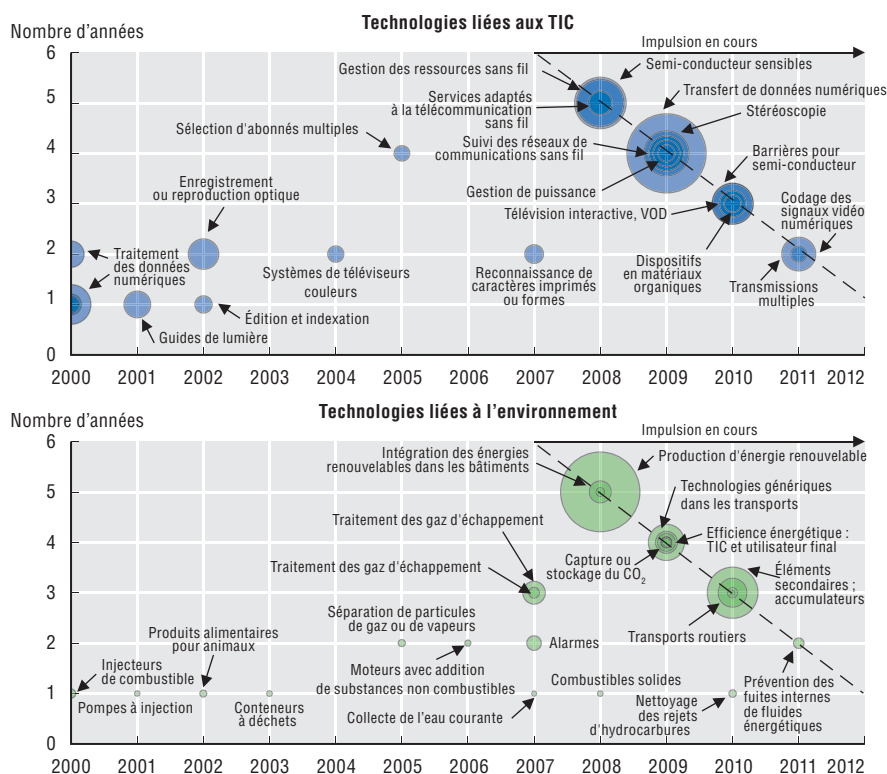 Technologies liées aux TIC
Nombre d'années
Impulsion en cours
6
5
4
3
2
1
0
Gestion des ressources sans fil
Semi-conducteur sensibles
Services adaptés
à la télécommunication
sans fil
Transfert de données numériques
Stéréoscopie
Sélection d'abonnés multiples
Suivi des réseaux de
communications sans fil
Barrières pour
semi-conducteur
Enregistrement
ou reproduction optique
Gestion de puissance
Codage des
signaux vidéo
numériques
Télévision interactive, VOD
Traitement
des données
numériques
Systèmes de téléviseurs
couleurs
Reconnaissance de
caractères imprimés
ou formes
Dispositifs
en matériaux
organiques
Transmissions
multiples
Édition et indexation
Guides de lumière
2000 2001 2002 2003 2004 2005 2006 2007 2008 2009 2010 2011 2012
Technologies liées à l'environnement
Nombre d'années
Impulsion en cours
6
5
4
3
2
1
0
Intégration des énergies
renouvelables dans les bâtiments
Production d'énergie renouvelable
Technologies génériques
dans les transports
Traitement des gaz d'échappement
Efficience énergétique :
TIC et utilisateur final
Capture ou
stockage du CO2
Traitement des gaz d'échappement
Éléments
secondaires ;
accumulateurs
Séparation de particules
de gaz ou de vapeurs
Produits alimentaires
pour animaux
Alarmes
Transports routiers
Injecteurs
de combustible
Moteurs avec addition
de substances non combustibles
Combustibles solides
Prévention des
fuites internes
de fluides
énergétiques
Pompes à injection
Conteneurs
à déchets
Collecte de l'eau courante
Nettoyage
des rejets
d'hydrocarbures
2000 2001 2002 2003 2004 2005 2006 2007 2008 2009 2010 2011 2012